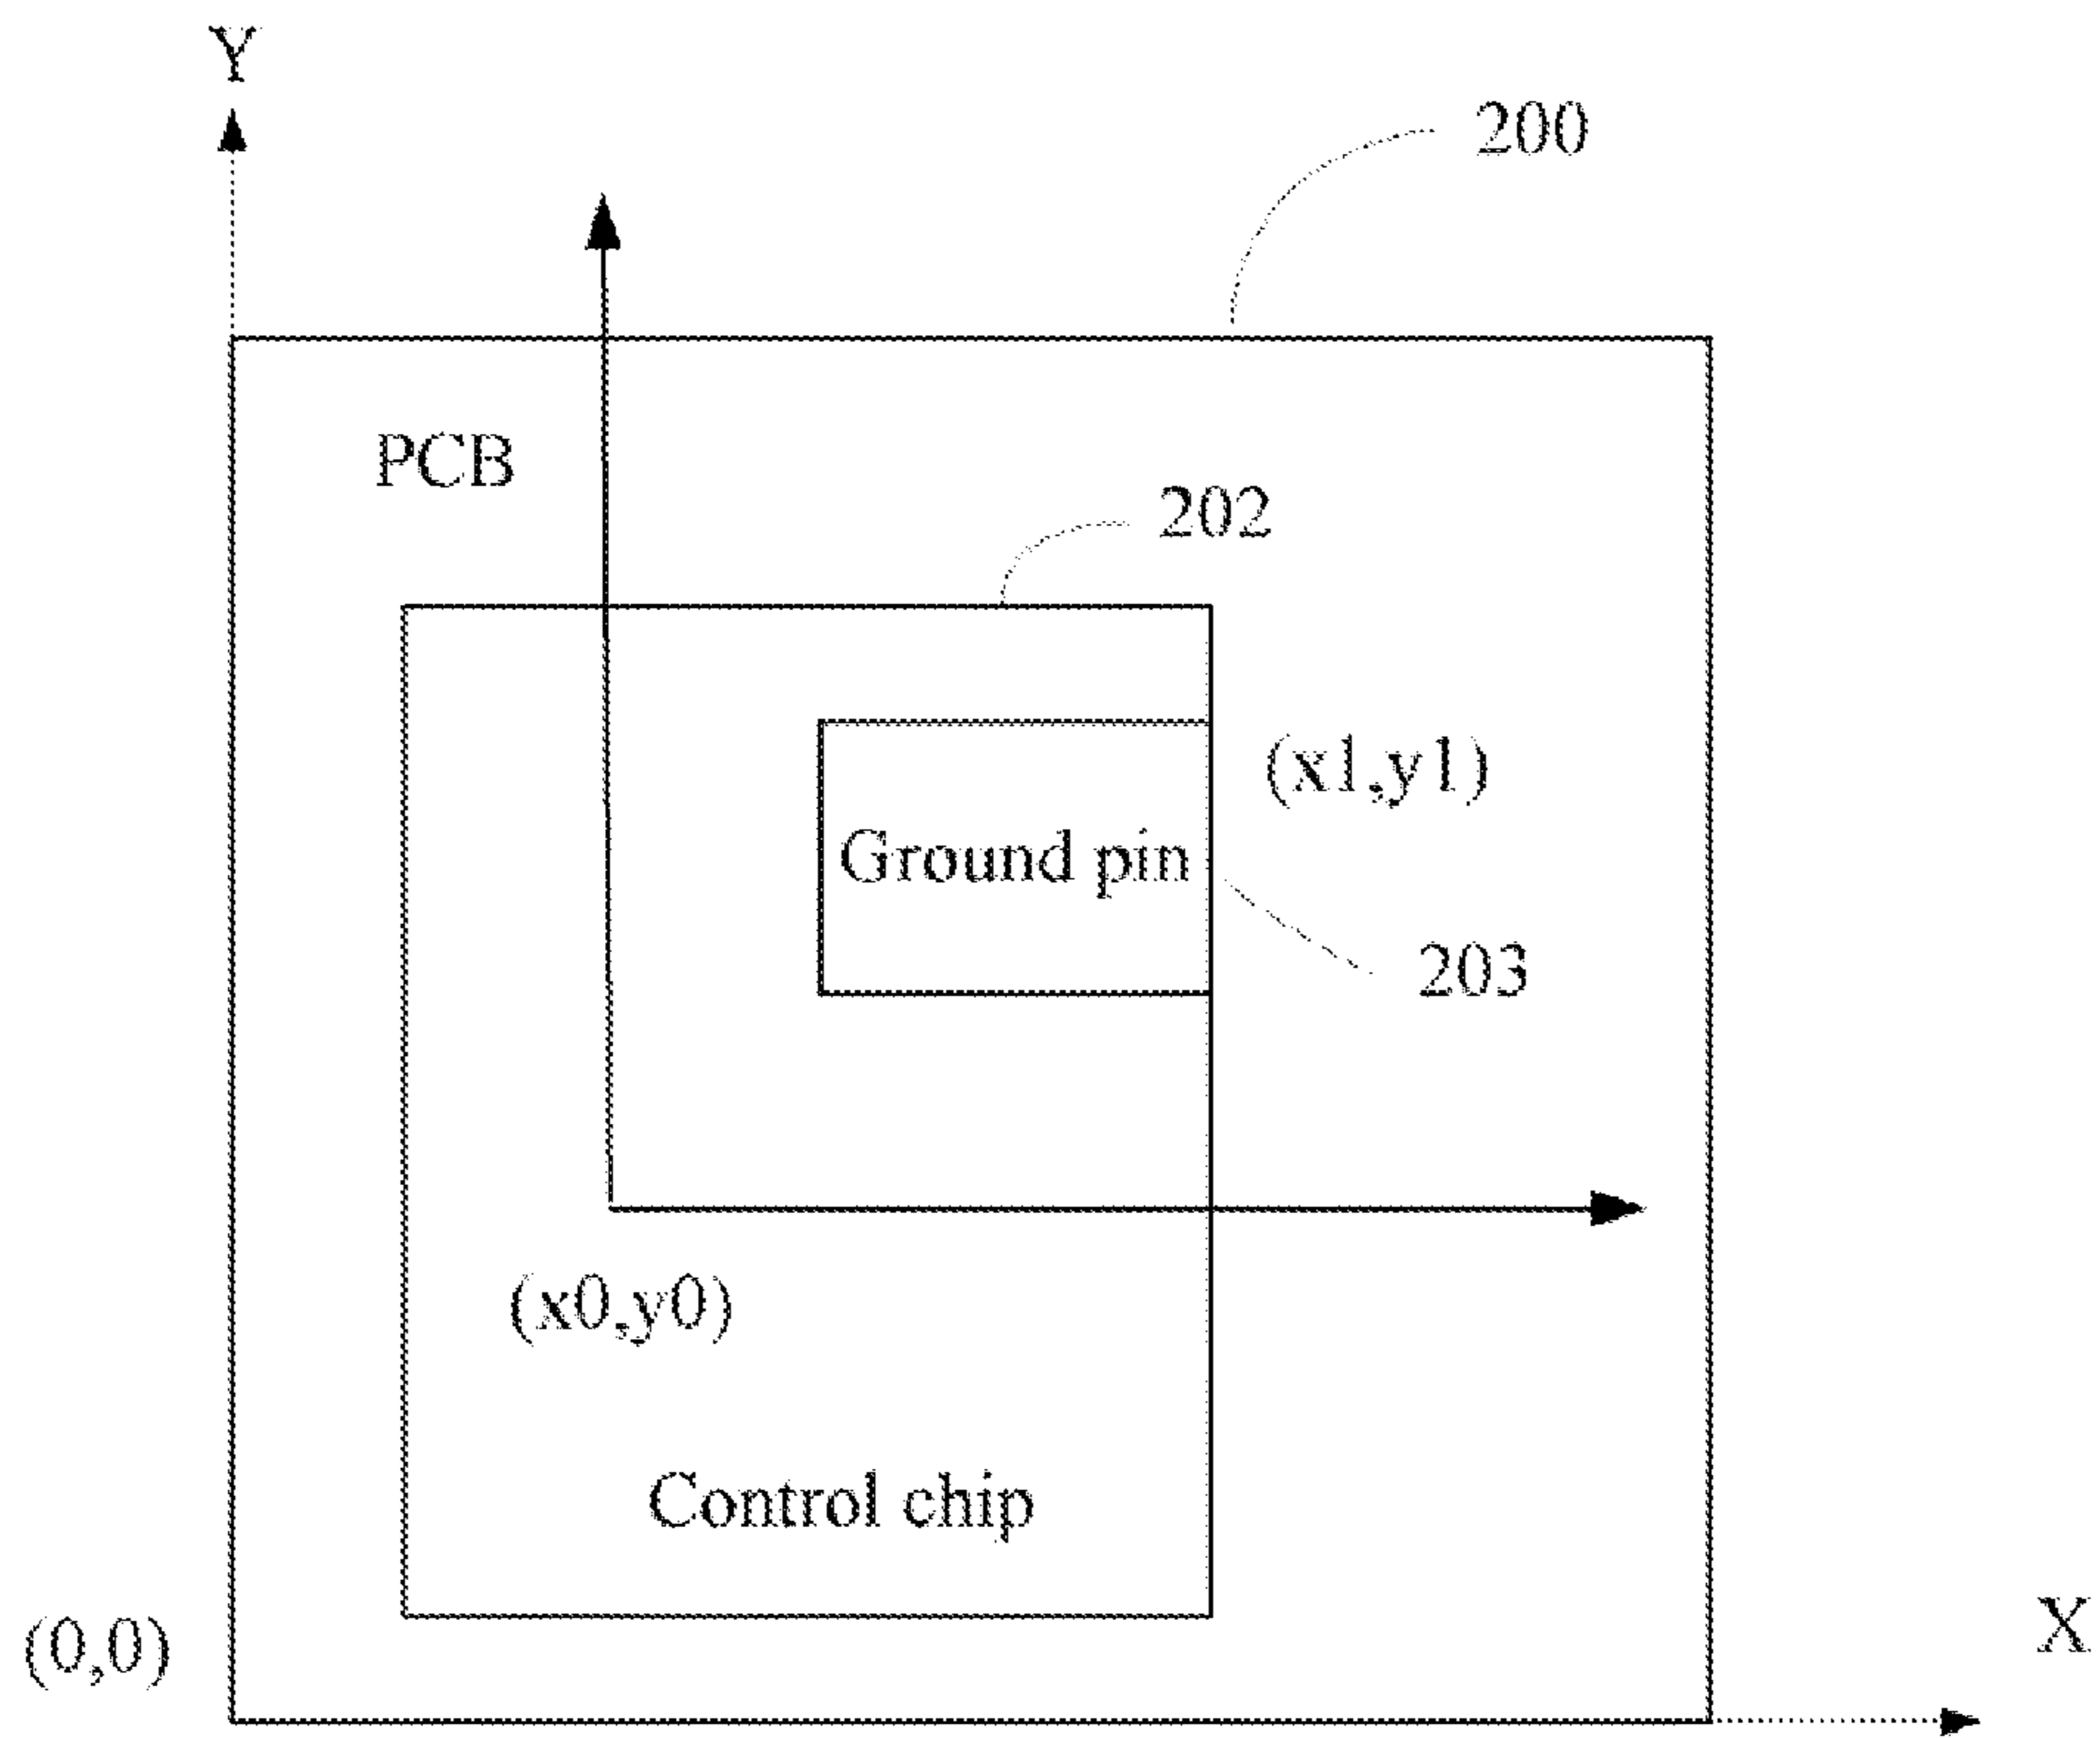 Y
200
PCB
202
(x1,y1)
Ground pin
203
(x0,y0)
Control chip
(0,0)
X